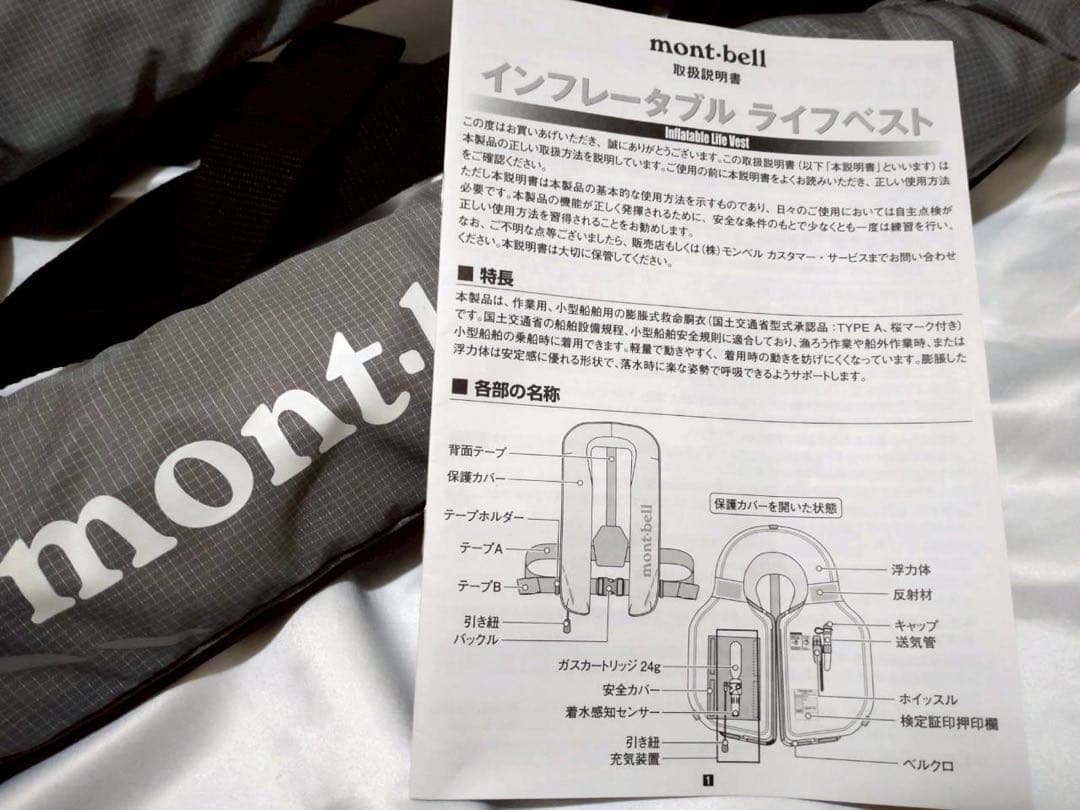 mont·bell
取扱説明書
インフレータブル ライフベスト
Inflatable Life Vest
この度はお買いあげいただき、誠にありがとうございます。この取扱説明書(以下「本説明書」といいます)は
本製品の正しい取扱方法を説明しています。ご使用の前に本説明書をよくお読みいただき、正しい使用方法
をご確認ください。
ただし本説明書は本製品の基本的な使用方法を示すものであり、日々のご使用においては自主点検が
必要です。本製品の機能が正しく発揮されるために、安全な条件のもとで少なくとも一度は練習を行い、
正しい使用方法を習得されることをお勧めします。
なお、ご不明な点等ございましたら、販売店もしくは(株)モンベル カスタマー・サービスまでお問い合わせ
ください。本説明書は大切に保管してください。
■ 特長
本製品は、作業用、小型船舶用の膨脹式救命胴衣(国土交通省型式承認品:TYPE A、桜マーク付き)
です。国土交通省の船舶設備規程、小型船舶安全規則に適合しており、漁ろう作業や船外作業時、または
小型船舶の乗船時に着用できます。軽量で動きやすく、着用時の動きを妨げにくくなっています。膨脹した
浮力体は安定感に優れる形状で、落水時に楽な姿勢で呼吸できるようサポートします。
■ 各部の名称
背面テープ
保護カバー
テープホルダー
テープA
テープB
引き紐
バックル
mont·bell
保護カバーを開いた状態
浮力体
反射材
キャップ
送気管
ガスカートリッジ 24g
安全カバー
着水感知センサー
引き紐
充気装置
ホイッスル
検定証印押印欄
ベルクロ
1
mont.